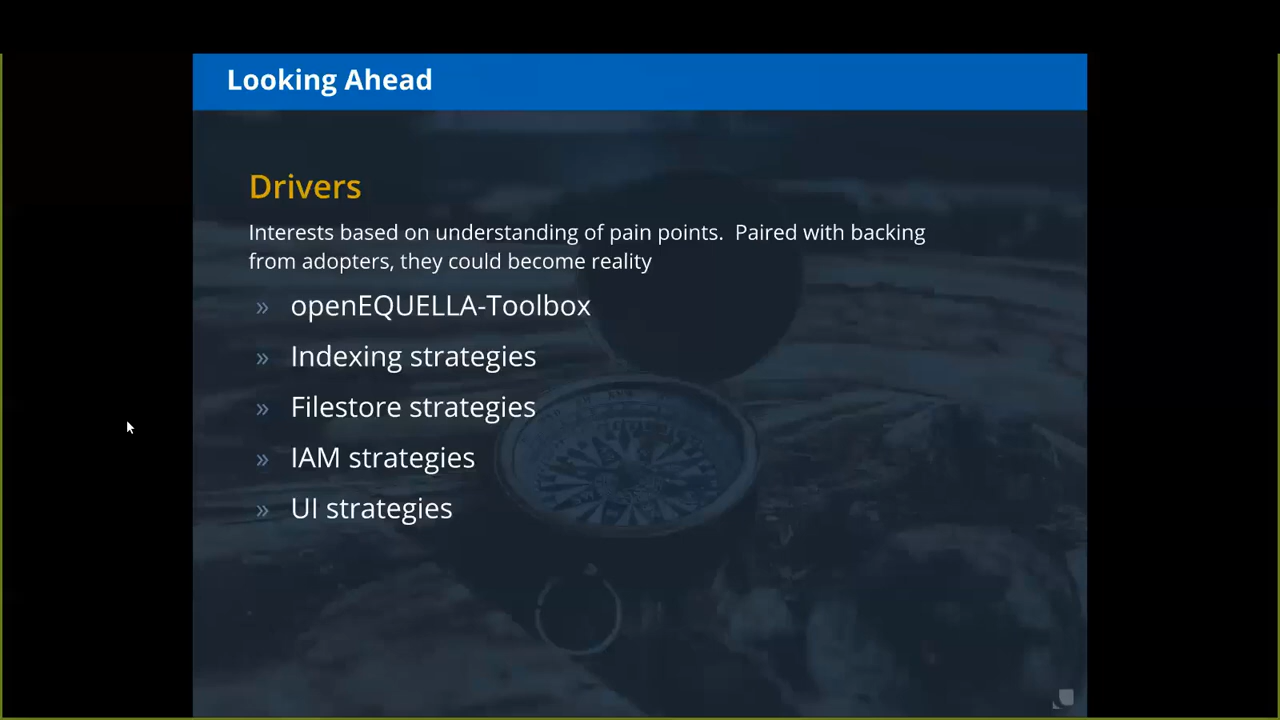 Looking Ahead
Drivers
Interests based on understanding of pain points.  Paired with backing
from adopters, they could become reality
» openEQUELLA-Toolbox
» Indexing strategies
» Filestore strategies
» IAM strategies
» UI strategies